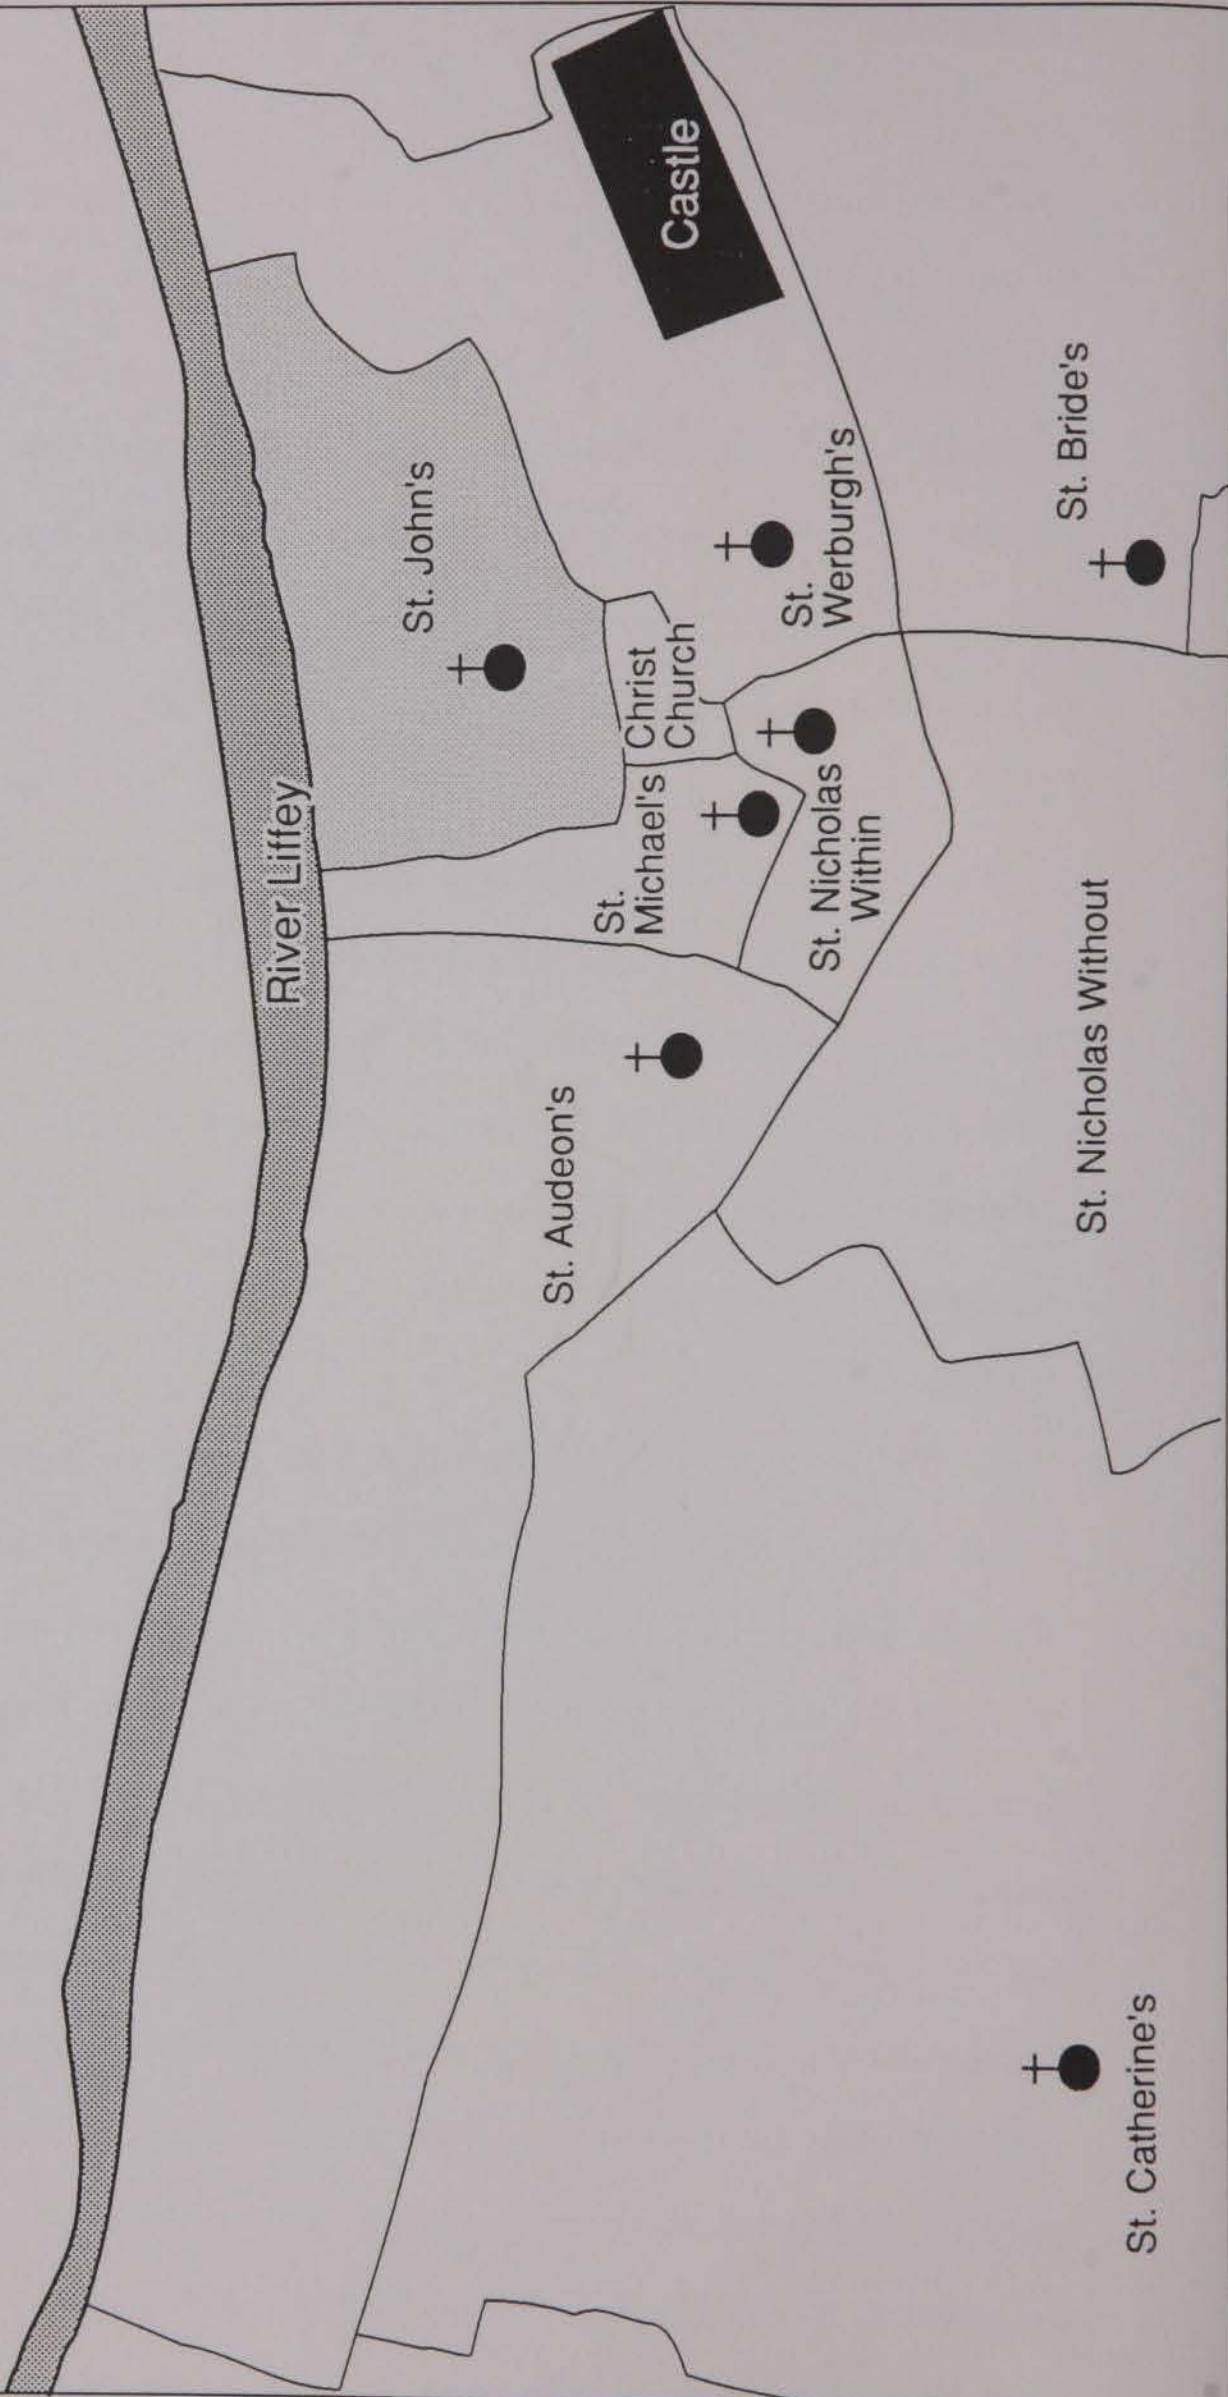 River Liffey
St. John's
Castle
Christ
Church
St.
Werburgh's
St.
Michael's
St. Nicholas
Within
St. Bride's
St. Audeon's
St. Nicholas Without
St. Catherine's